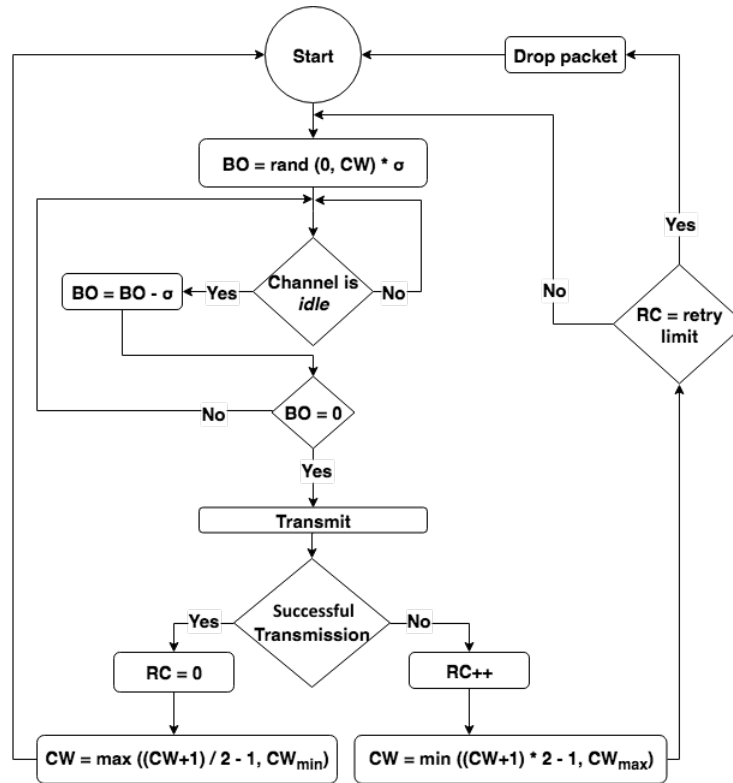 Start
Drop packet
BO = rand (0, CW) * σ
Yes
Channel is
idle
Yes
No
BO = BO - σ
No
RC = retry
limit
BO = 0
No
Yes
Transmit
Successful
Transmission
Yes
No
RC = 0
RC++
CW = max ((CW+1) / 2 - 1, CWmin)
CW = min ((CW+1) * 2 - 1, CWmax)